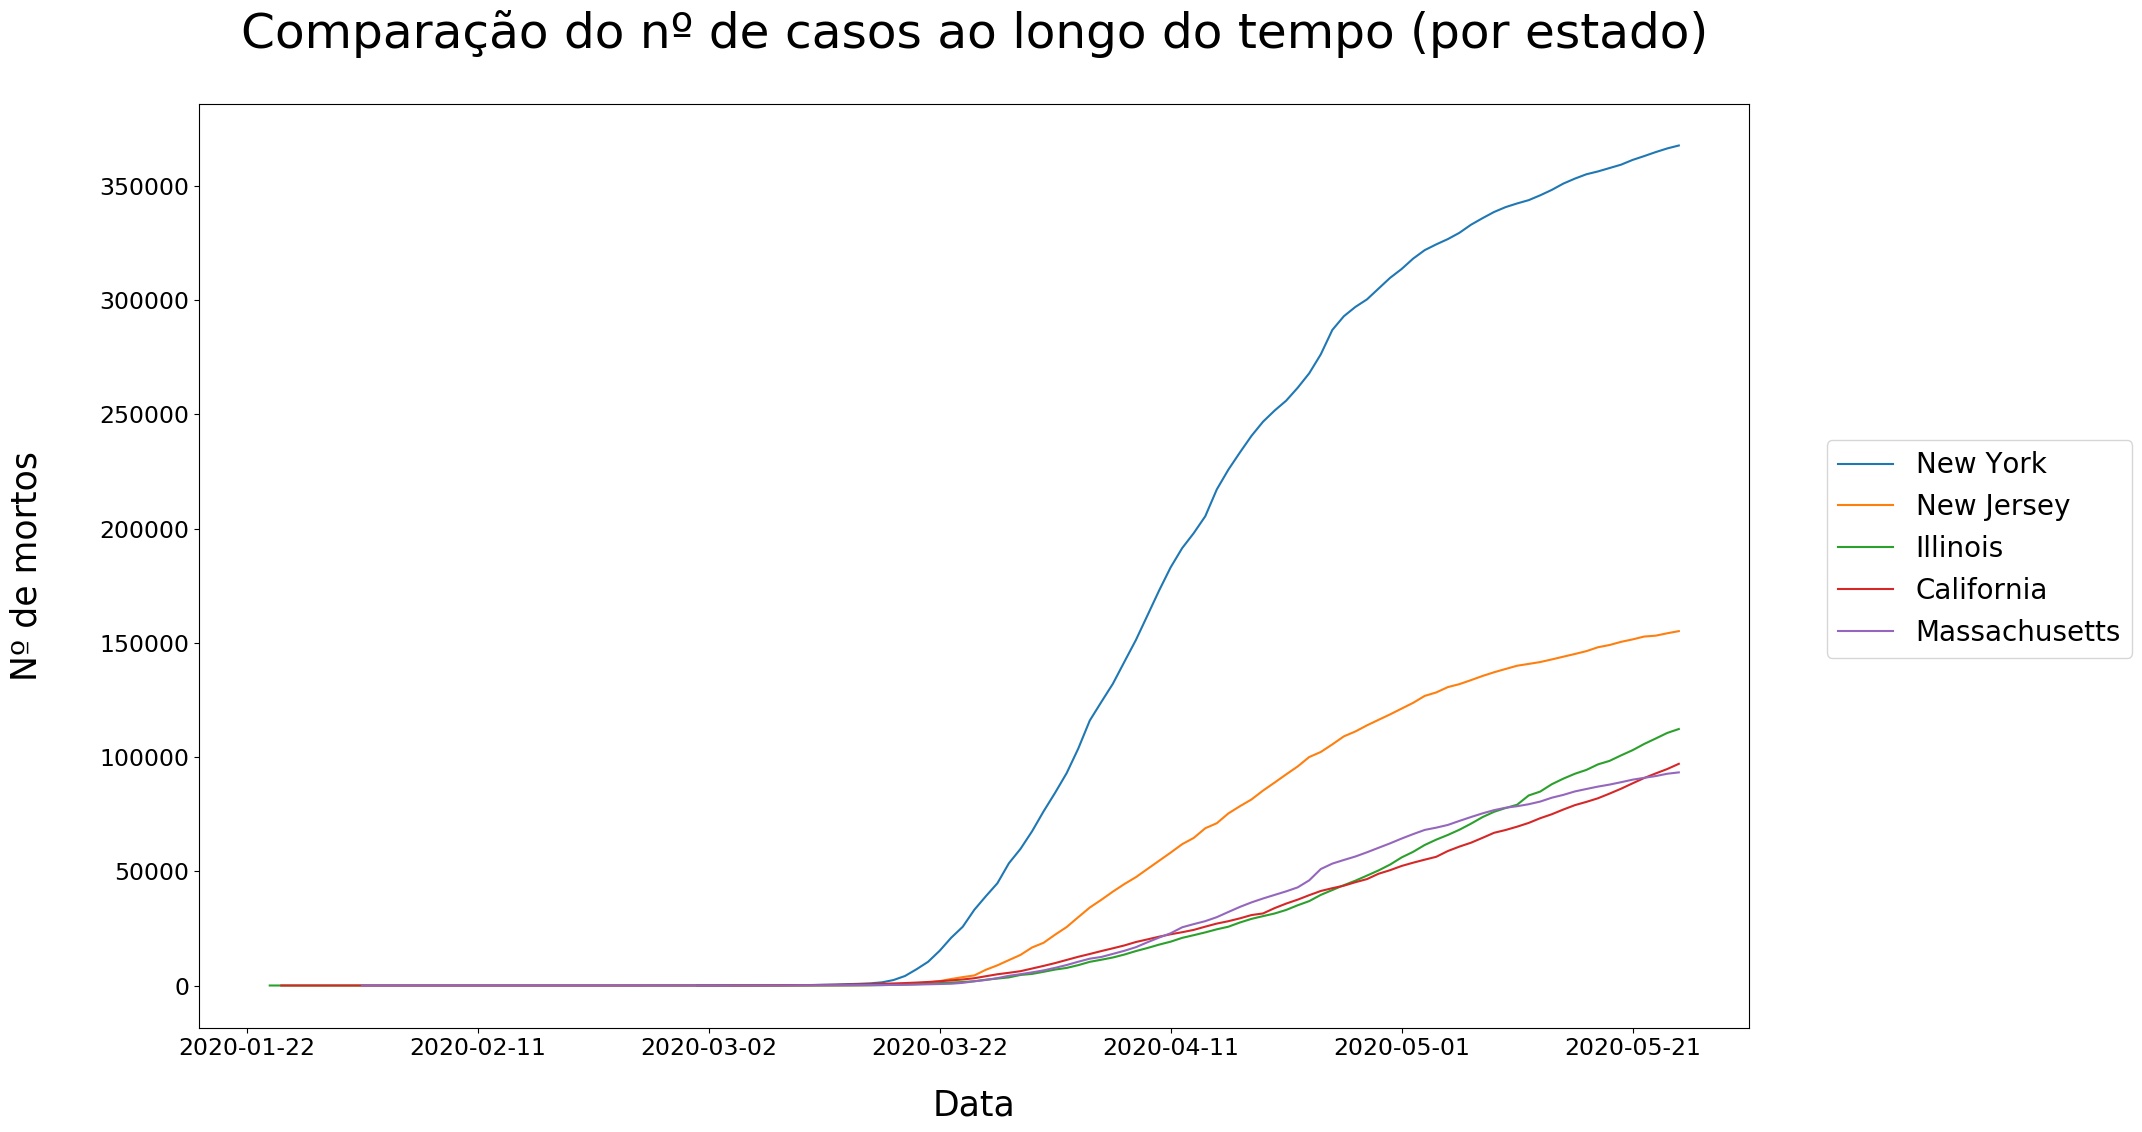 Comparação do nº de casos ao longo do tempo (por estado)
Nº de mortos
350000
300000
250000
200000
150000
100000
50000
0
2020-01-22
2020-02-11
2020-03-02
2020-03-22
2020-04-11
2020-05-01
2020-05-21
Data
New York
New Jersey
Illinois
California
Massachusetts